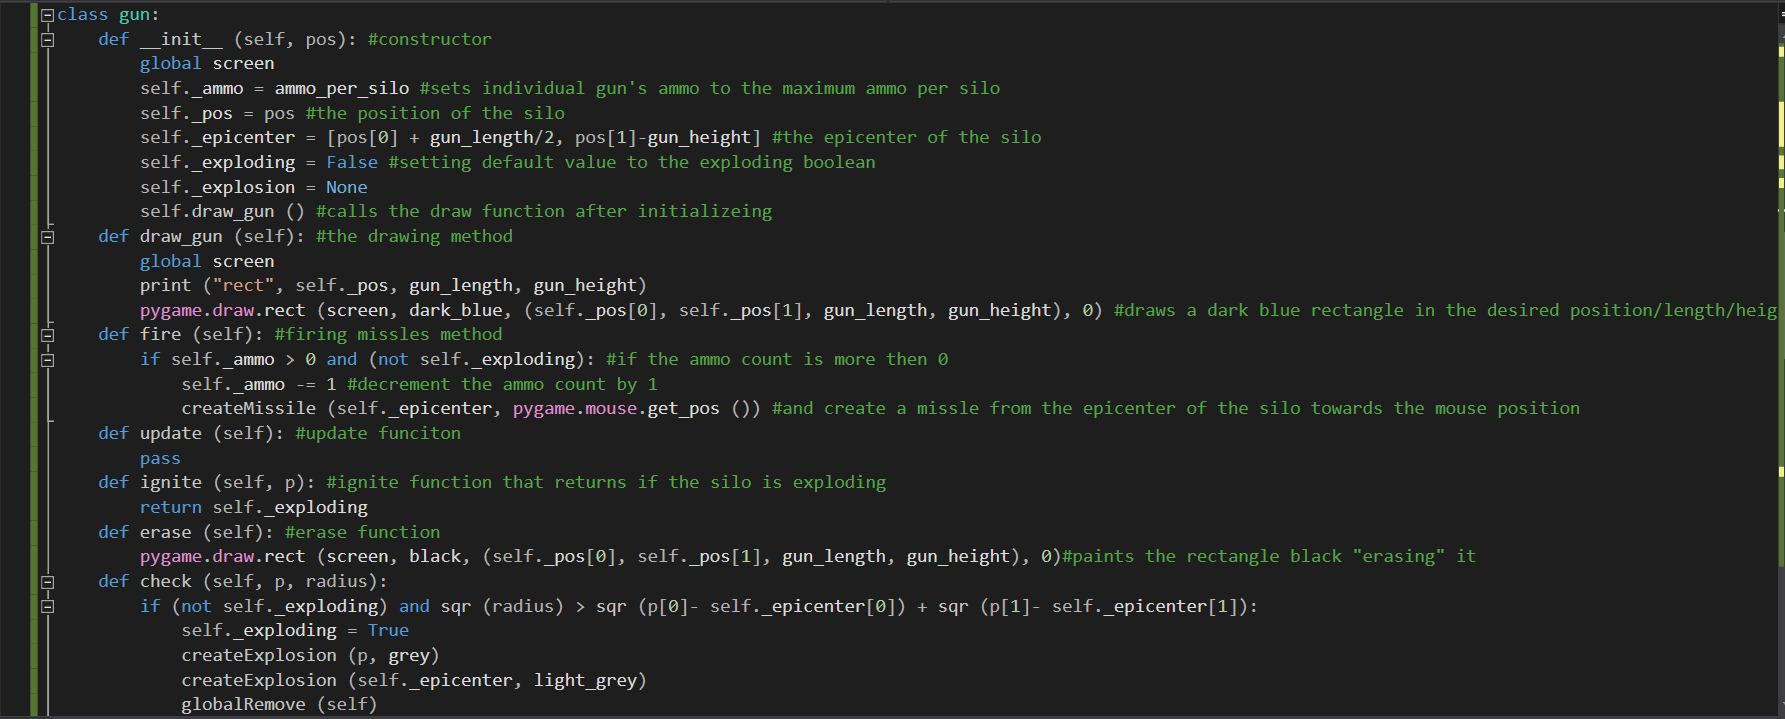 class gun:
def __init__ (self, pos): #constructor
global screen
self._ammo = ammo_per_silo #sets individual gun's ammo to the maximum ammo per silo
self._pos = pos #the position of the silo
self._epicenter = [pos[0] + gun_length/2, pos[1]-gun_height] #the epicenter of the silo
self._exploding = False #setting default value to the exploding boolean
self._explosion = None
self.draw_gun () #calls the draw function after initializeing
def draw_gun (self): #the drawing method
global screen
print ("rect", self._pos, gun_length, gun_height)
pygame.draw.rect (screen, dark_blue, (self._pos[0], self._pos[1], gun_length, gun_height), 0) #draws a dark blue rectangle in the desired position/length/heig
def fire (self): #firing missles method
if self._ammo > 0 and (not self._exploding): #if the ammo count is more then 0
self._ammo -= 1 #decrement the ammo count by 1
createMissile (self._epicenter, pygame.mouse.get_pos ()) #and create a missle from the epicenter of the silo towards the mouse position
def update (self): #update funciton
pass
def ignite (self, p): #ignite function that returns if the silo is exploding
return self._exploding
def erase (self): #erase function
pygame.draw.rect (screen, black, (self._pos[0], self._pos[1], gun_length, gun_height), 0)#paints the rectangle black "erasing" it
def check (self, p, radius):
if (not self._exploding) and sqr (radius) > sqr (p[0]- self._epicenter[0]) + sqr (p[1]- self._epicenter[1]):
self._exploding = True
createExplosion (p, grey)
createExplosion (self._epicenter, light_grey)
globalRemove (self)